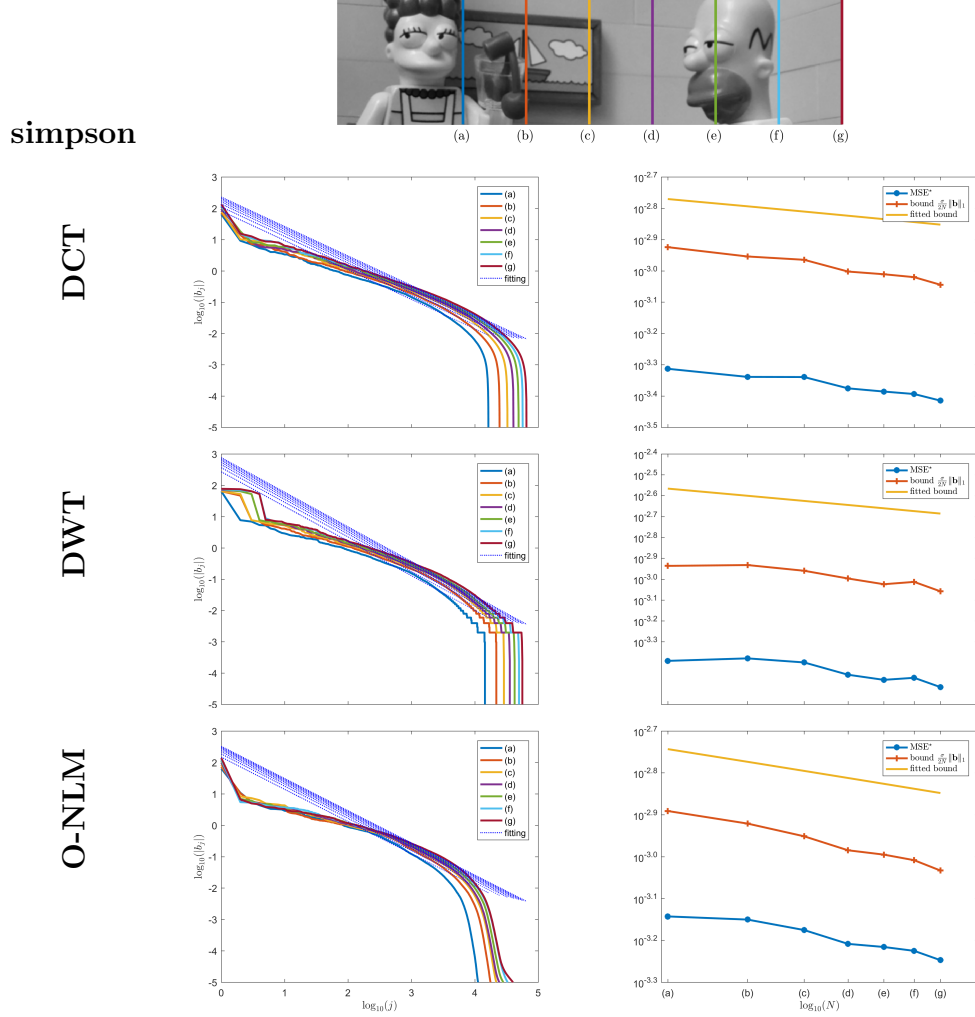 (a) (b) (c) (d) (e) (f) (g)
simpson
DCT
3
2
1
0
-1
-2
-3
-4
-5
log₁₀(|bⱼ|)
(a)
(b)
(c)
(d)
(e)
(f)
(g)
fitting
10^-2.7
10^-2.8
10^-2.9
10^-3.0
10^-3.1
10^-3.2
10^-3.3
10^-3.4
10^-3.5
MSE*
bound σ/2N ‖b‖₁
fitted bound
DWT
3
2
1
0
-1
-2
-3
-4
-5
log₁₀(|bⱼ|)
(a)
(b)
(c)
(d)
(e)
(f)
(g)
fitting
10^-2.4
10^-2.5
10^-2.6
10^-2.7
10^-2.8
10^-2.9
10^-3.0
10^-3.1
10^-3.2
10^-3.3
MSE*
bound σ/2N ‖b‖₁
fitted bound
O-NLM
3
2
1
0
-1
-2
-3
-4
-5
log₁₀(|bⱼ|)
(a)
(b)
(c)
(d)
(e)
(f)
(g)
fitting
0 1 2 3 4 5
log₁₀(j)
10^-2.7
10^-2.8
10^-2.9
10^-3.0
10^-3.1
10^-3.2
10^-3.3
MSE*
bound σ/2N ‖b‖₁
fitted bound
(a) (b) (c) (d) (e) (f) (g)
log₁₀(N)